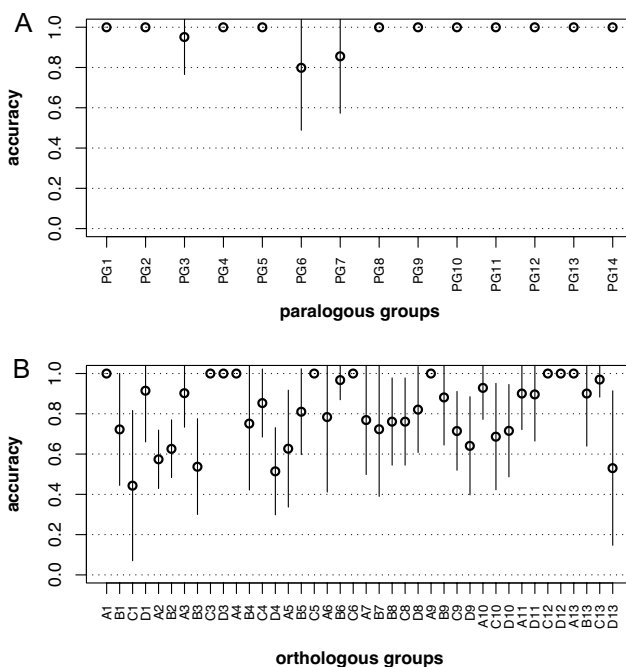 A
accuracy
0.0 0.2 0.4 0.6 0.8 1.0
PG1 PG2 PG3 PG4 PG5 PG6 PG7 PG8 PG9 PG10 PG11 PG12 PG13 PG14
paralogous groups
B
accuracy
0.0 0.2 0.4 0.6 0.8 1.0
A1 B1 C1 D1 A2 B2 A3 B3 C3 D3 A4 B4 C4 D4 A5 B5 C5 A6 B6 C6 A7 B7 B8 C8 D8 A9 B9 C9 D9 A10 C10 D10 A11 D11 C12 D12 A13 B13 C13 D13
orthologous groups